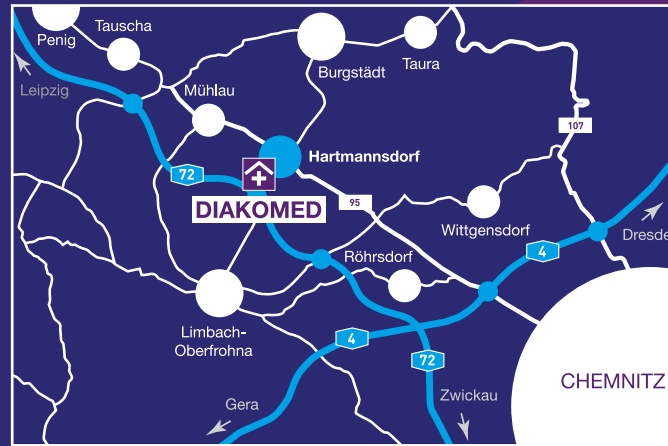 Penig
Tauscha
Burgstädt
Taura
Leipzig
Mühlau
107
Hartmannsdorf
72
DIAKOMED
95
Wittgensdorf
Dresde
4
Röhrsdorf
Limbach-
Oberfrohna
4
72
CHEMNITZ
Gera
Zwickau